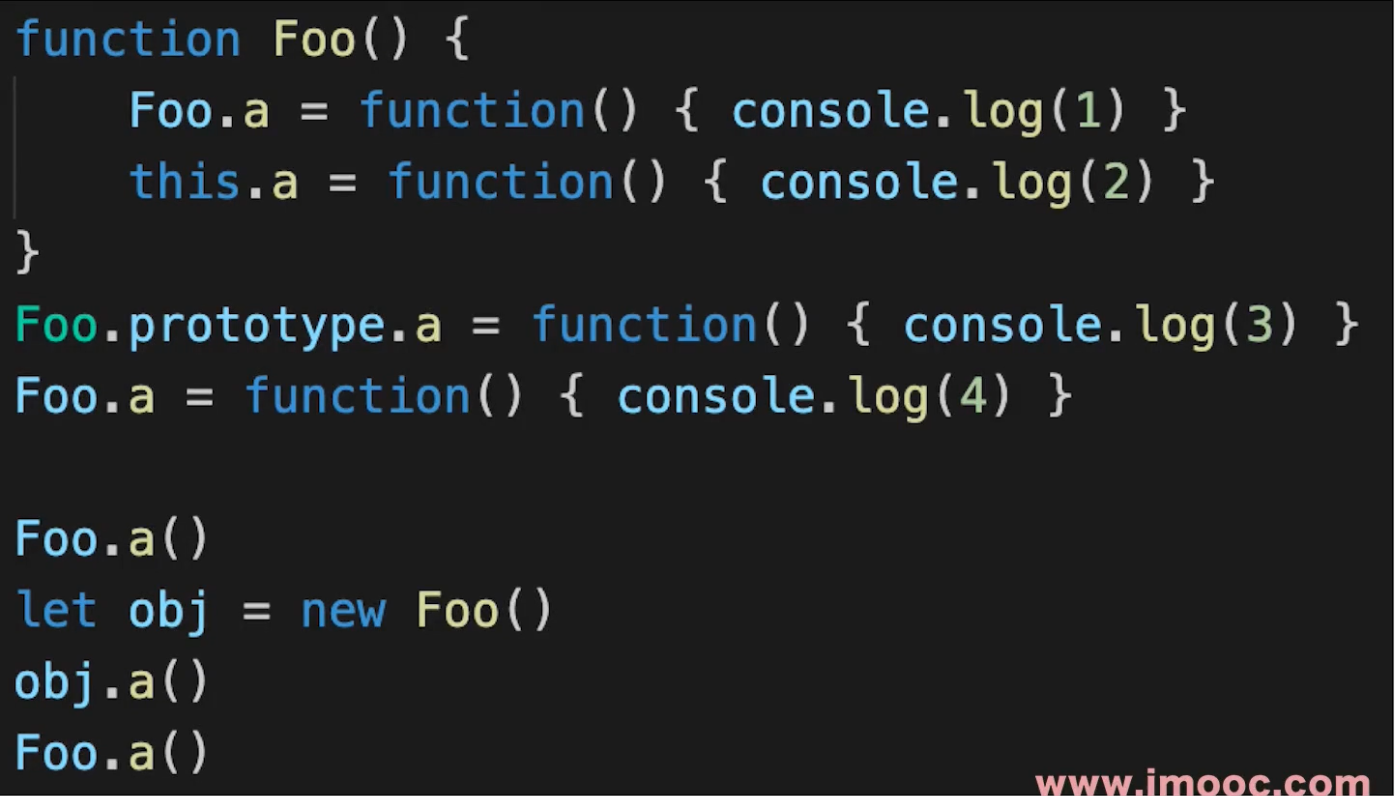 function Foo() {
    Foo.a = function() { console.log(1) }
    this.a = function() { console.log(2) }
}
Foo.prototype.a = function() { console.log(3) }
Foo.a = function() { console.log(4) }

Foo.a()
let obj = new Foo()
obj.a()
Foo.a()
www.imooc.com